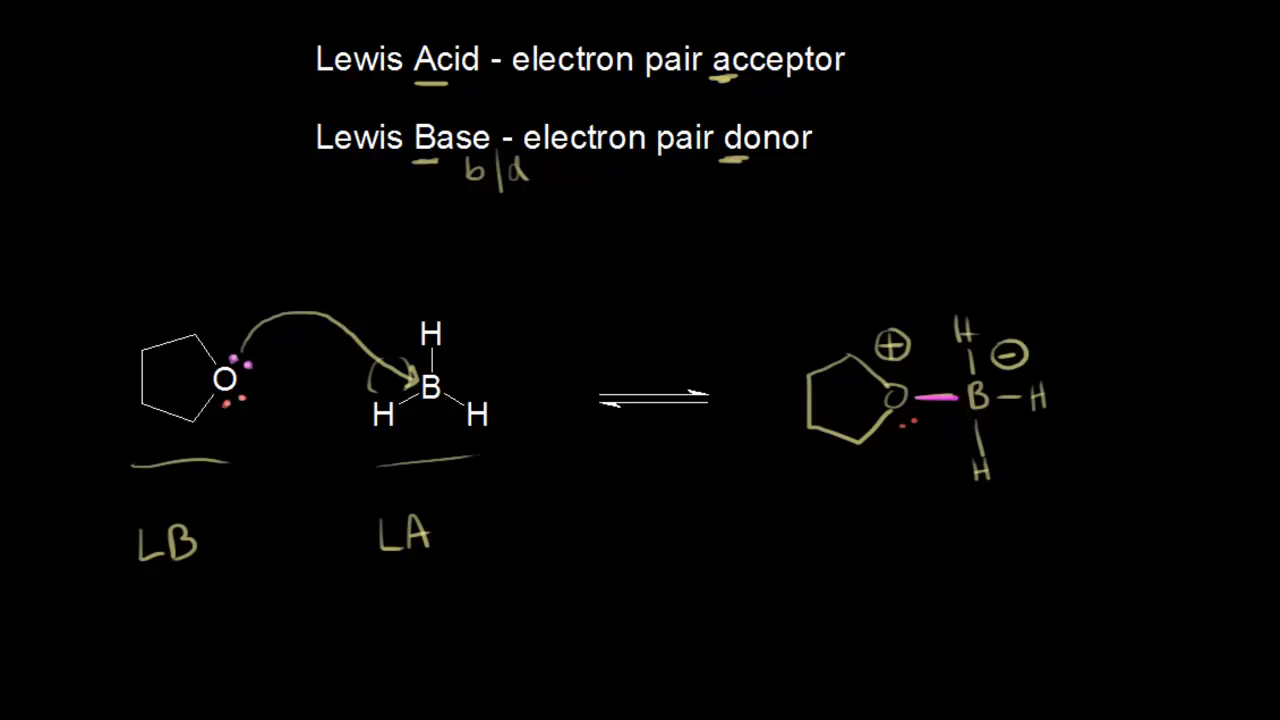 Lewis Acid - electron pair acceptor
Lewis Base - electron pair donor
b/d
H
H ⊕ ⊖
O B
O B H
H H
H
LB LA